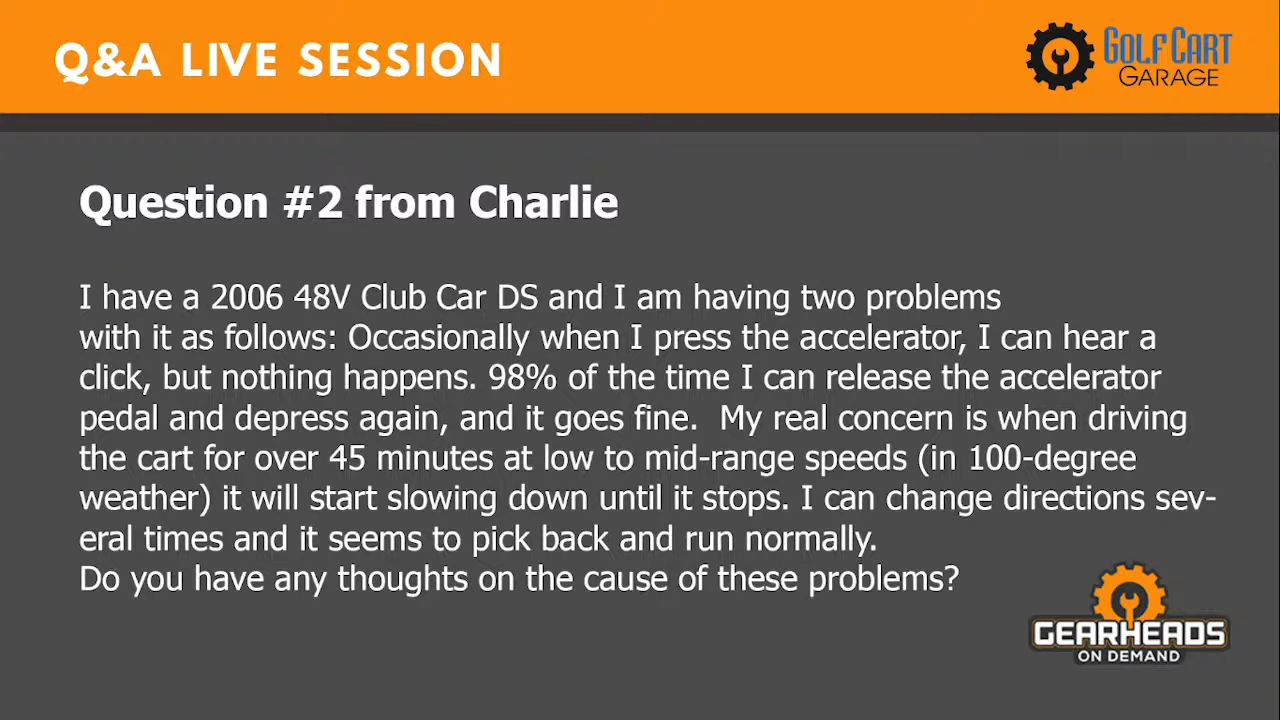 Q&A LIVE SESSION
GOLF CART
GARAGE
Question #2 from Charlie
I have a 2006 48V Club Car DS and I am having two problems
with it as follows: Occasionally when I press the accelerator, I can hear a
click, but nothing happens. 98% of the time I can release the accelerator
pedal and depress again, and it goes fine.  My real concern is when driving
the cart for over 45 minutes at low to mid-range speeds (in 100-degree
weather) it will start slowing down until it stops. I can change directions sev-
eral times and it seems to pick back and run normally.
Do you have any thoughts on the cause of these problems?
GEARHEADS
ON DEMAND